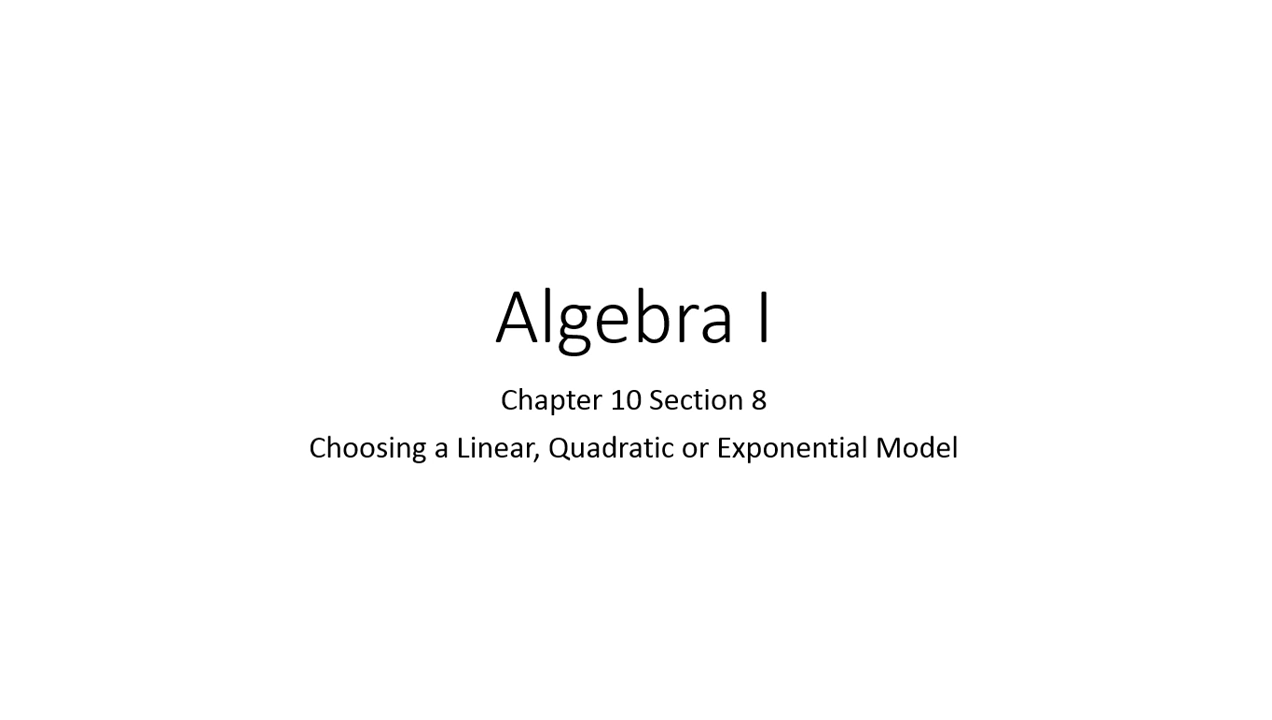 Algebra I
Chapter 10 Section 8
Choosing a Linear, Quadratic or Exponential Model